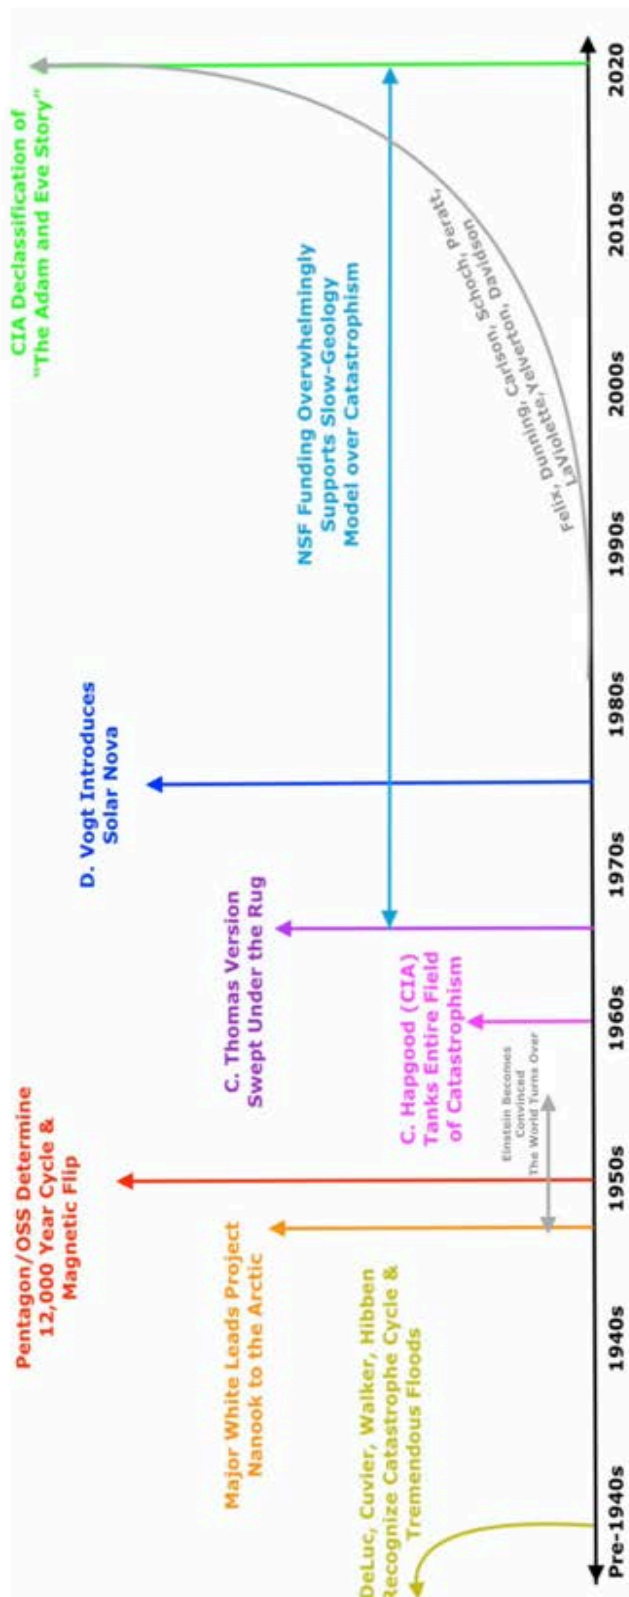 CIA Declassification of
"The Adam and Eve Story"
NSF Funding Overwhelmingly
Supports Slow-Geology
Model over Catastrophism
Felix, Dunning, Carlson, Schoch, Peratt,
LaViolette,Yelverton, Davidson
D. Vogt Introduces
Solar Nova
C. Thomas Version
Swept Under the Rug
C. Hapgood (CIA)
Tanks Entire Field
of Catastrophism
Einstein Becomes
Convinced
The World Turns Over
Pentagon/OSS Determine
12,000 Year Cycle &
Magnetic Flip
Major White Leads Project
Nanook to the Arctic
DeLuc, Cuvier, Walker, Hibben
Recognize Catastrophe Cycle &
Tremendous Floods
Pre-1940s
1940s
1950s
1960s
1970s
1980s
1990s
2000s
2010s
2020